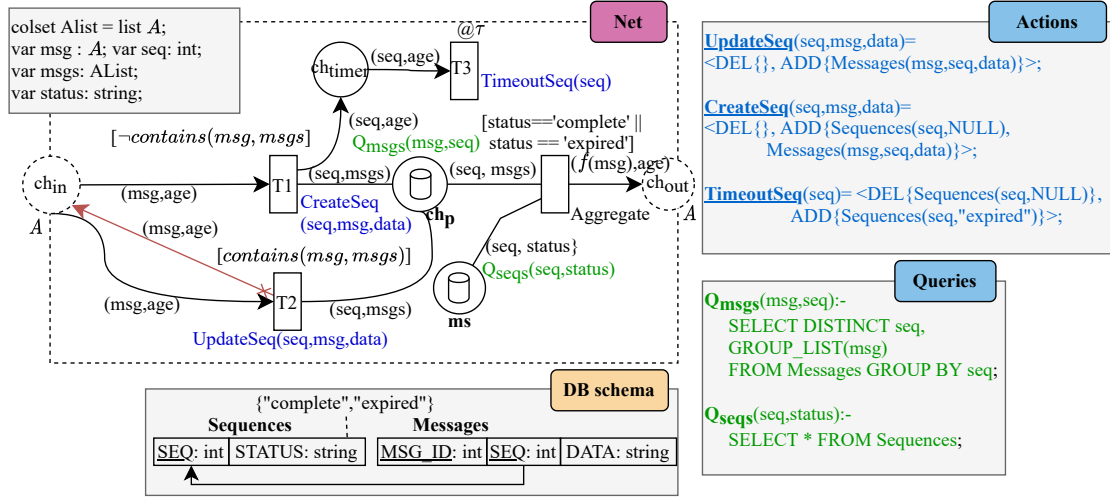 colset Alist = list A;
var msg : A; var seq: int;
var msgs: AList;
var status: string;
Net
@τ
ch_timer
(seq,age)
T3
TimeoutSeq(seq)
[¬contains(msg, msgs]
(seq,age)
Q_msgs(msg,seq)
[status=='complete' ||
status == 'expired']
ch_in
A
(msg,age)
T1
(seq,msgs)
CreateSeq
(seq,msg,data)
ch_p
(seq, msgs)
Aggregate
(f(msg),age)
ch_out
A
(msg,age)
[contains(msg, msgs)]
(msg,age)
T2
(seq,msgs)
UpdateSeq(seq,msg,data)
(seq, status}
Q_seqs(seq,status)
ms
Actions
UpdateSeq(seq,msg,data)=
<DEL{}, ADD{Messages(msg,seq,data)}>;
CreateSeq(seq,msg,data)=
<DEL{}, ADD{Sequences(seq,NULL),
Messages(msg,seq,data)}>;
TimeoutSeq(seq)= <DEL{Sequences(seq,NULL)},
ADD{Sequences(seq,"expired")}>;
Queries
Q_msgs(msg,seq):-
SELECT DISTINCT seq,
GROUP_LIST(msg)
FROM Messages GROUP BY seq;
Q_seqs(seq,status):-
SELECT * FROM Sequences;
DB schema
{"complete","expired"}
Sequences
SEQ: int STATUS: string
Messages
MSG_ID: int SEQ: int DATA: string